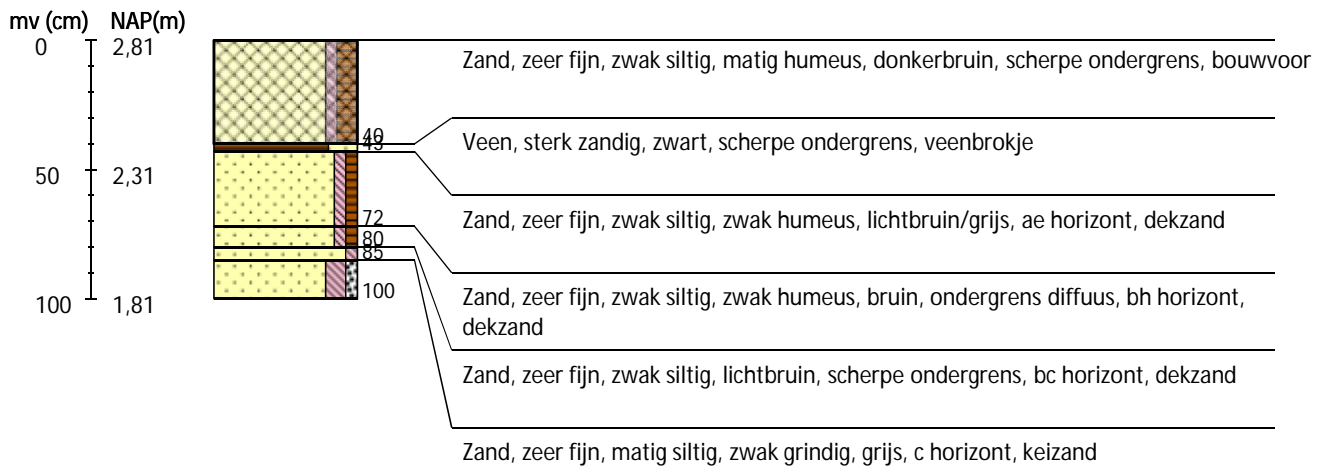 mv (cm) NAP(m)
0 2,81
Zand, zeer fijn, zwak siltig, matig humeus, donkerbruin, scherpe ondergrens, bouwvoor
40
43
Veen, sterk zandig, zwart, scherpe ondergrens, veenbrokje
50 2,31
72
Zand, zeer fijn, zwak siltig, zwak humeus, lichtbruin/grijs, ae horizont, dekzand
80
85
100
Zand, zeer fijn, zwak siltig, zwak humeus, bruin, ondergrens diffuus, bh horizont,
dekzand
100 1,81
Zand, zeer fijn, zwak siltig, lichtbruin, scherpe ondergrens, bc horizont, dekzand
Zand, zeer fijn, matig siltig, zwak grindig, grijs, c horizont, keizand